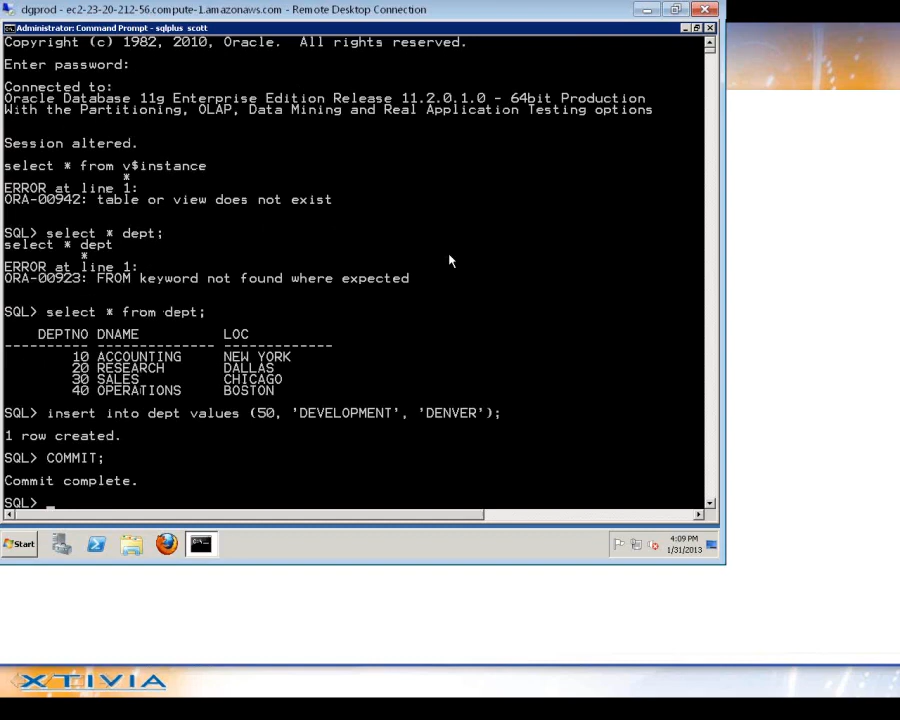 dgprod - ec2-23-20-212-56.compute-1.amazonaws.com - Remote Desktop Connection
Administrator: Command Prompt - sqlplus scott
Copyright (c) 1982, 2010, Oracle.  All rights reserved.
Enter password:
Connected to:
Oracle Database 11g Enterprise Edition Release 11.2.0.1.0 - 64bit Production
With the Partitioning, OLAP, Data Mining and Real Application Testing options
Session altered.
select * from v$instance
*
ERROR at line 1:
ORA-00942: table or view does not exist
SQL> select * dept;
select * dept
*
ERROR at line 1:
ORA-00923: FROM keyword not found where expected
SQL> select * from dept;
DEPTNO DNAME          LOC
---------- -------------- -------------
10 ACCOUNTING     NEW YORK
20 RESEARCH       DALLAS
30 SALES          CHICAGO
40 OPERATIONS     BOSTON
SQL> insert into dept values (50, 'DEVELOPMENT', 'DENVER');
1 row created.
SQL> COMMIT;
Commit complete.
SQL> _
Start
4:09 PM
1/31/2013
XTIVIA